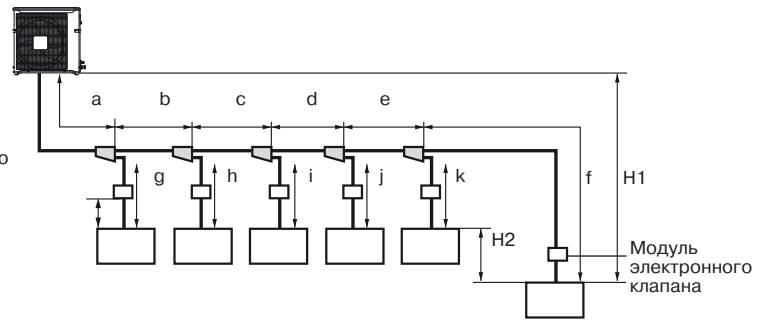 a b c d e
о
g h i j k f H1
H2
Модуль
электронного
клапана